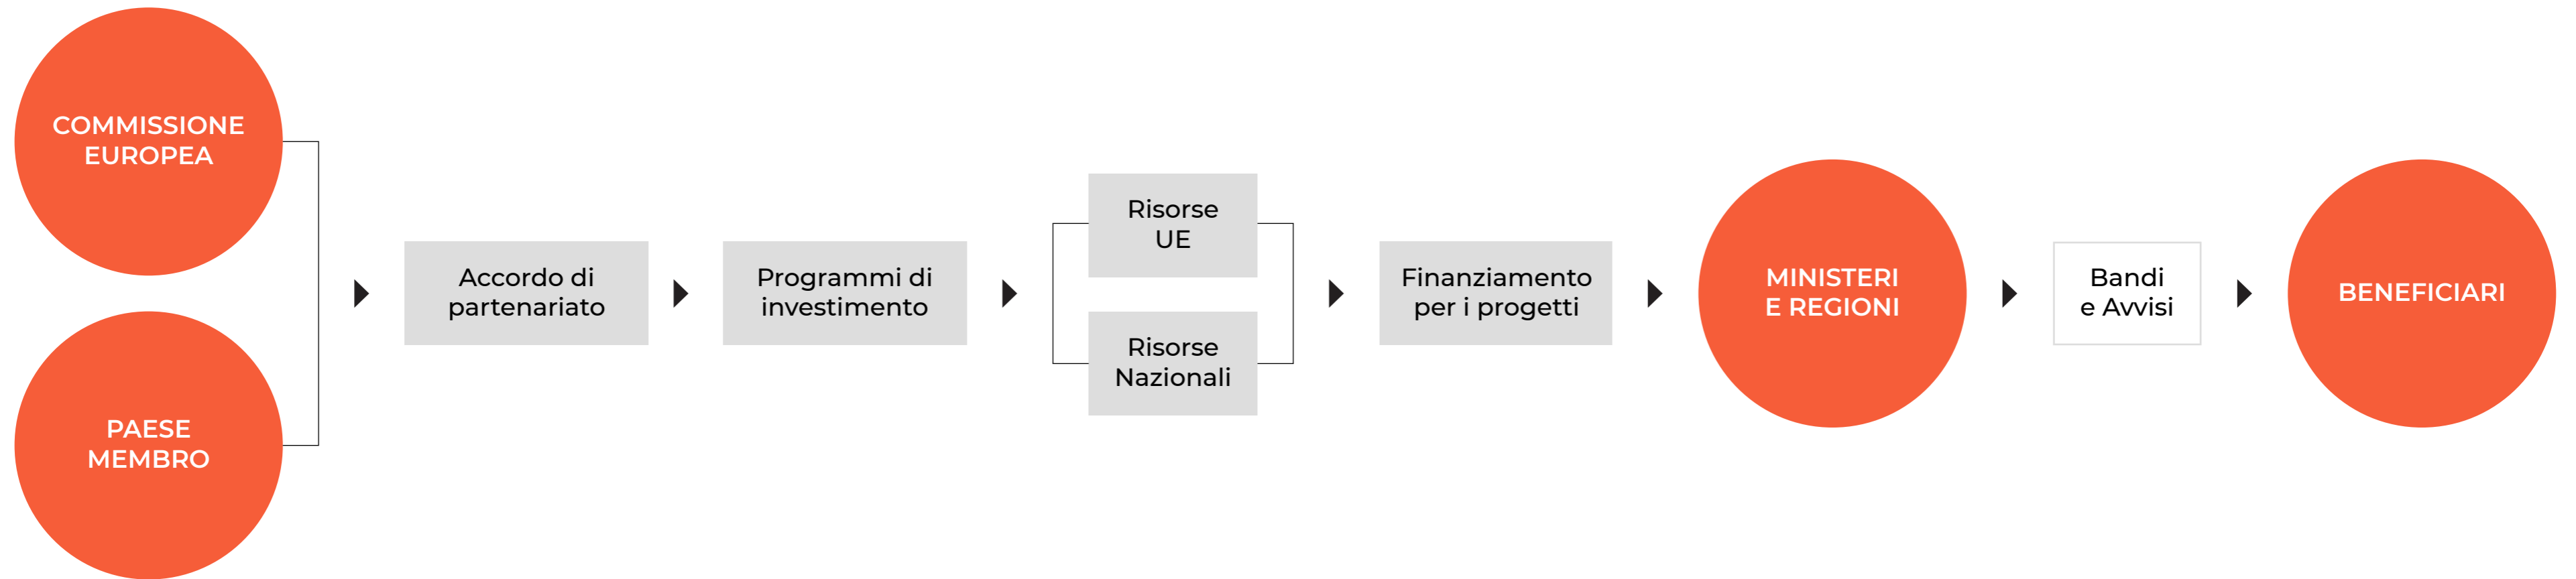 COMMISSIONE
EUROPEA
PAESE
MEMBRO
Accordo di
partenariato
Programmi di
investimento
Risorse
UE
Risorse
Nazionali
Finanziamento
per i progetti
MINISTERI
E REGIONI
Bandi
e Avvisi
BENEFICIARI